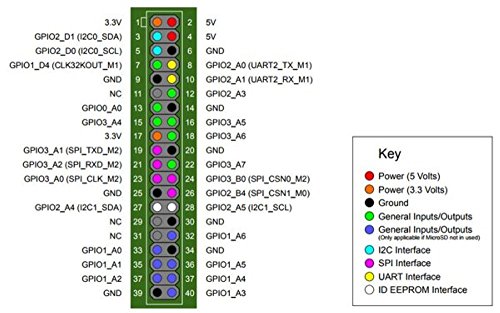 3.3V 1 2 5V
GPIO2_D1 (I2C0_SDA) 3 4 5V
GPIO2_D0 (I2C0_SCL) 5 6 GND
GPIO1_D4 (CLK32KOUT_M1) 7 8 GPIO2_A0 (UART2_TX_M1)
GND 9 10 GPIO2_A1 (UART2_RX_M1)
NC 11 12 GPIO2_A3
GPIO0_A0 13 14 GND
GPIO3_A4 15 16 GPIO3_A5
3.3V 17 18 GPIO3_A6
GPIO3_A1 (SPI_TXD_M2) 19 20 GND
GPIO3_A2 (SPI_RXD_M2) 21 22 GPIO3_A7
GPIO3_A0 (SPI_CLK_M2) 23 24 GPIO3_B0 (SPI_CSN0_M2)
GND 25 26 GPIO2_B4 (SPI_CSN1_M0)
GPIO2_A4 (I2C1_SDA) 27 28 GPIO2_A5 (I2C1_SCL)
NC 29 30 GND
NC 31 32 GPIO1_A6
GPIO1_A0 33 34 GND
GPIO1_A1 35 36 GPIO1_A5
GPIO1_A2 37 38 GPIO1_A4
GND 39 40 GPIO1_A3
Key
Power (5 Volts)
Power (3.3 Volts)
Ground
General Inputs/Outputs
General Inputs/Outputs
(Only applicable if MicroSD not in used)
I2C Interface
SPI Interface
UART Interface
ID EEPROM Interface